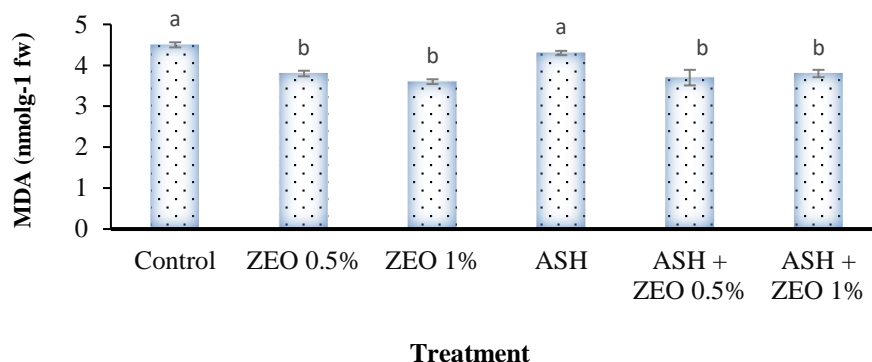 MDA (nmolg-1 fw)
5
4
3
2
1
0
a
b
b
a
b
b
Control
ZEO 0.5%
ZEO 1%
ASH
ASH +
ZEO 0.5%
ASH +
ZEO 1%
Treatment